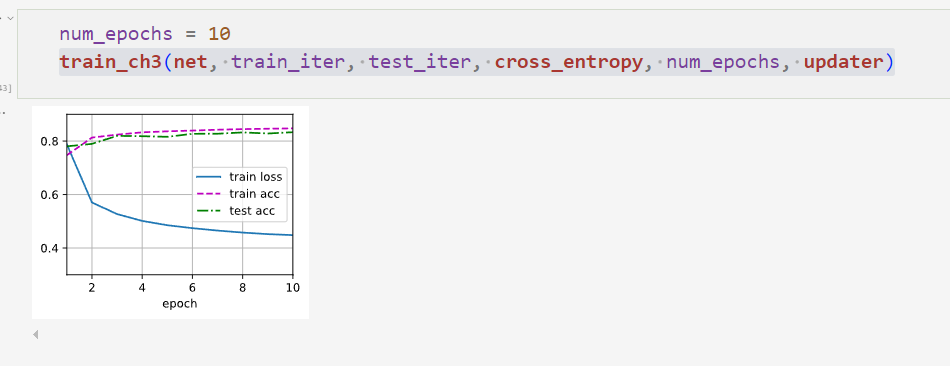 num_epochs = 10
train_ch3(net, train_iter, test_iter, cross_entropy, num_epochs, updater)
43]
0.8
0.6
0.4
train loss
train acc
test acc
2 4 6 8 10
epoch